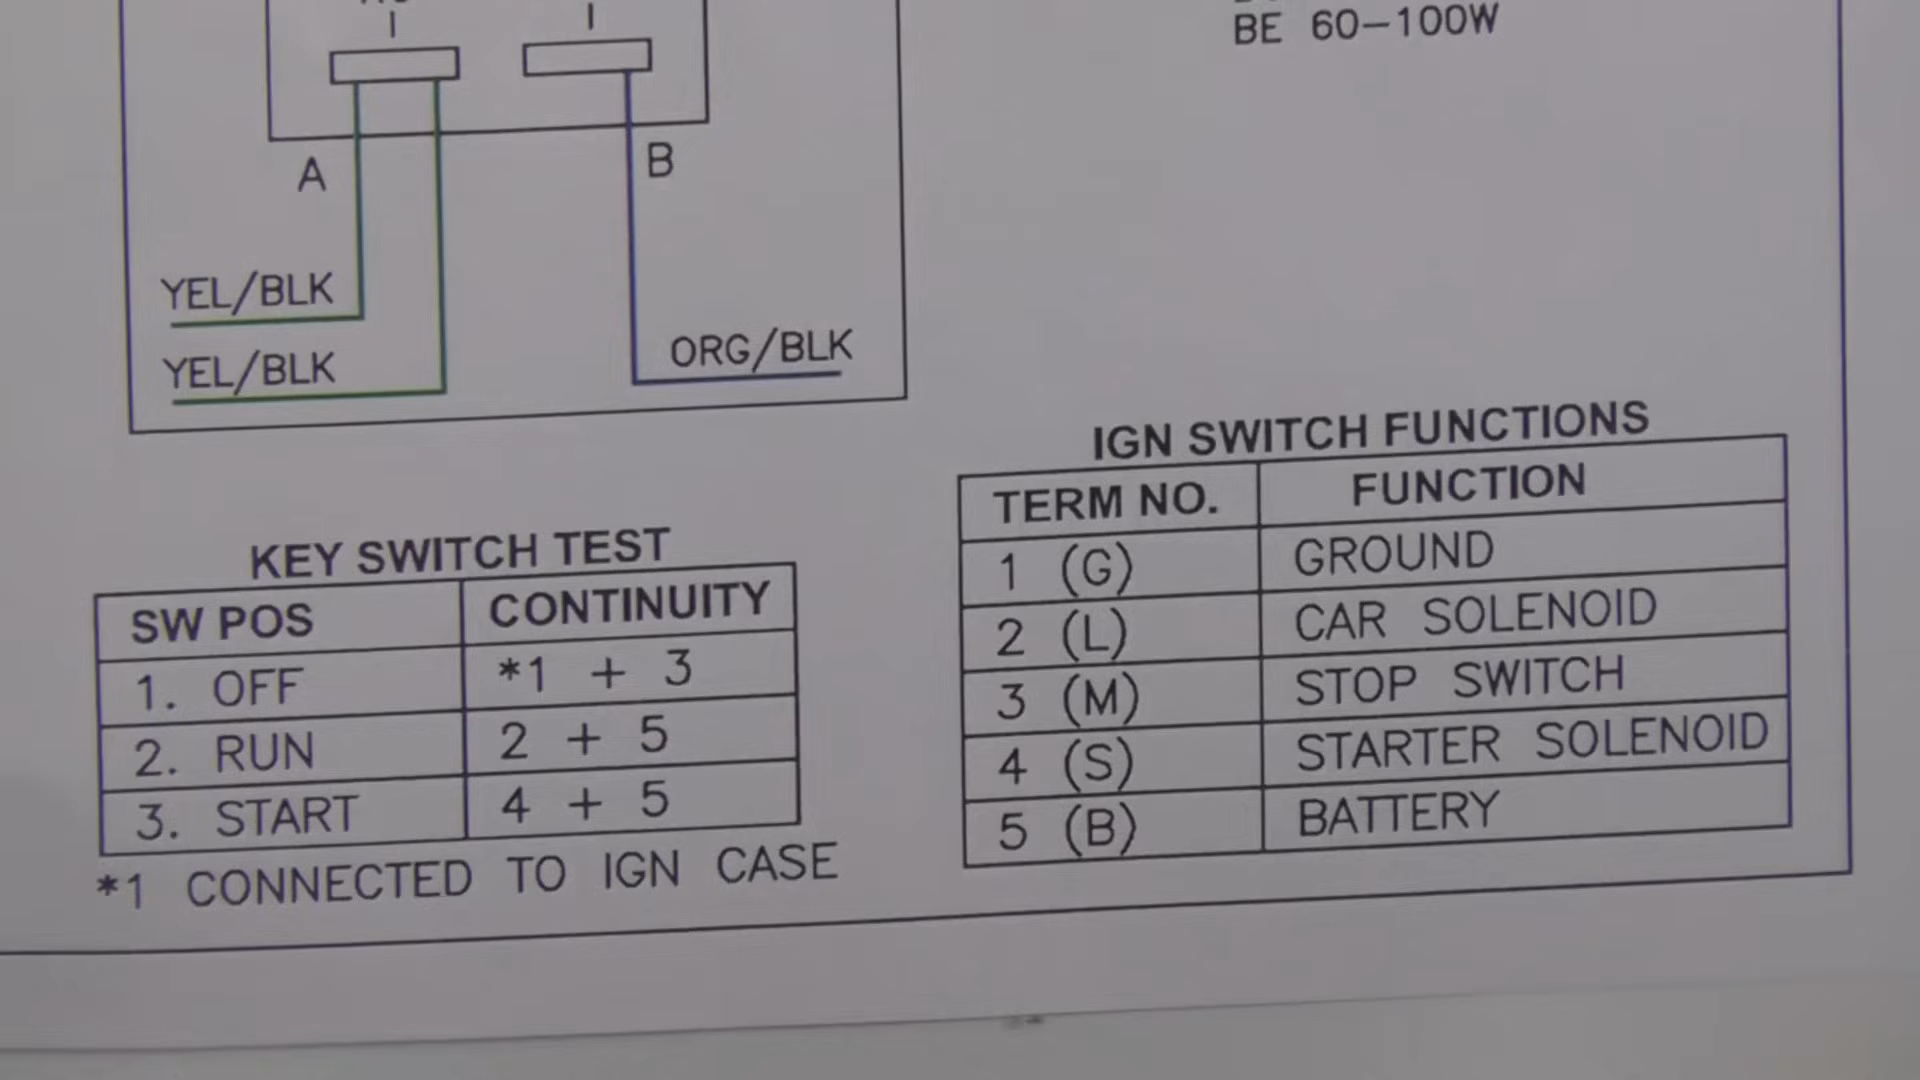 BE 60-100W
A
B
YEL/BLK
YEL/BLK
ORG/BLK
KEY SWITCH TEST
SW POS CONTINUITY
1. OFF *1 + 3
2. RUN 2 + 5
3. START 4 + 5
*1 CONNECTED TO IGN CASE
IGN SWITCH FUNCTIONS
TERM NO. FUNCTION
1 (G) GROUND
2 (L) CAR SOLENOID
3 (M) STOP SWITCH
4 (S) STARTER SOLENOID
5 (B) BATTERY